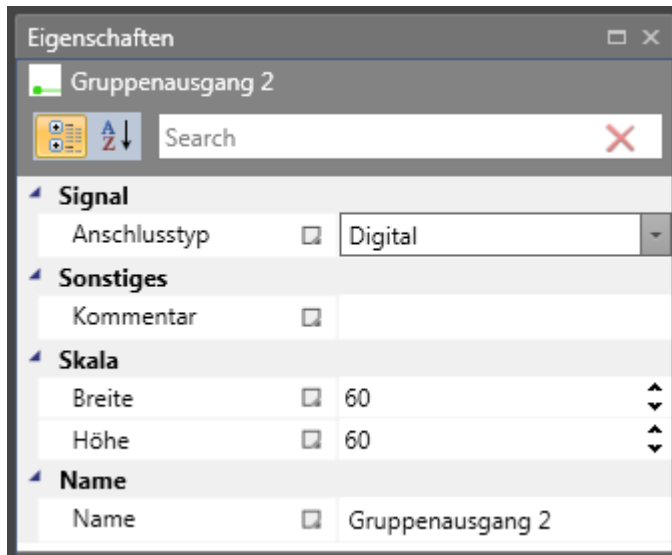 Eigenschaften
Gruppenausgang 2
A Z Search
Signal
Anschlusstyp Digital
Sonstiges
Kommentar
Skala
Breite 60
Höhe 60
Name
Name Gruppenausgang 2